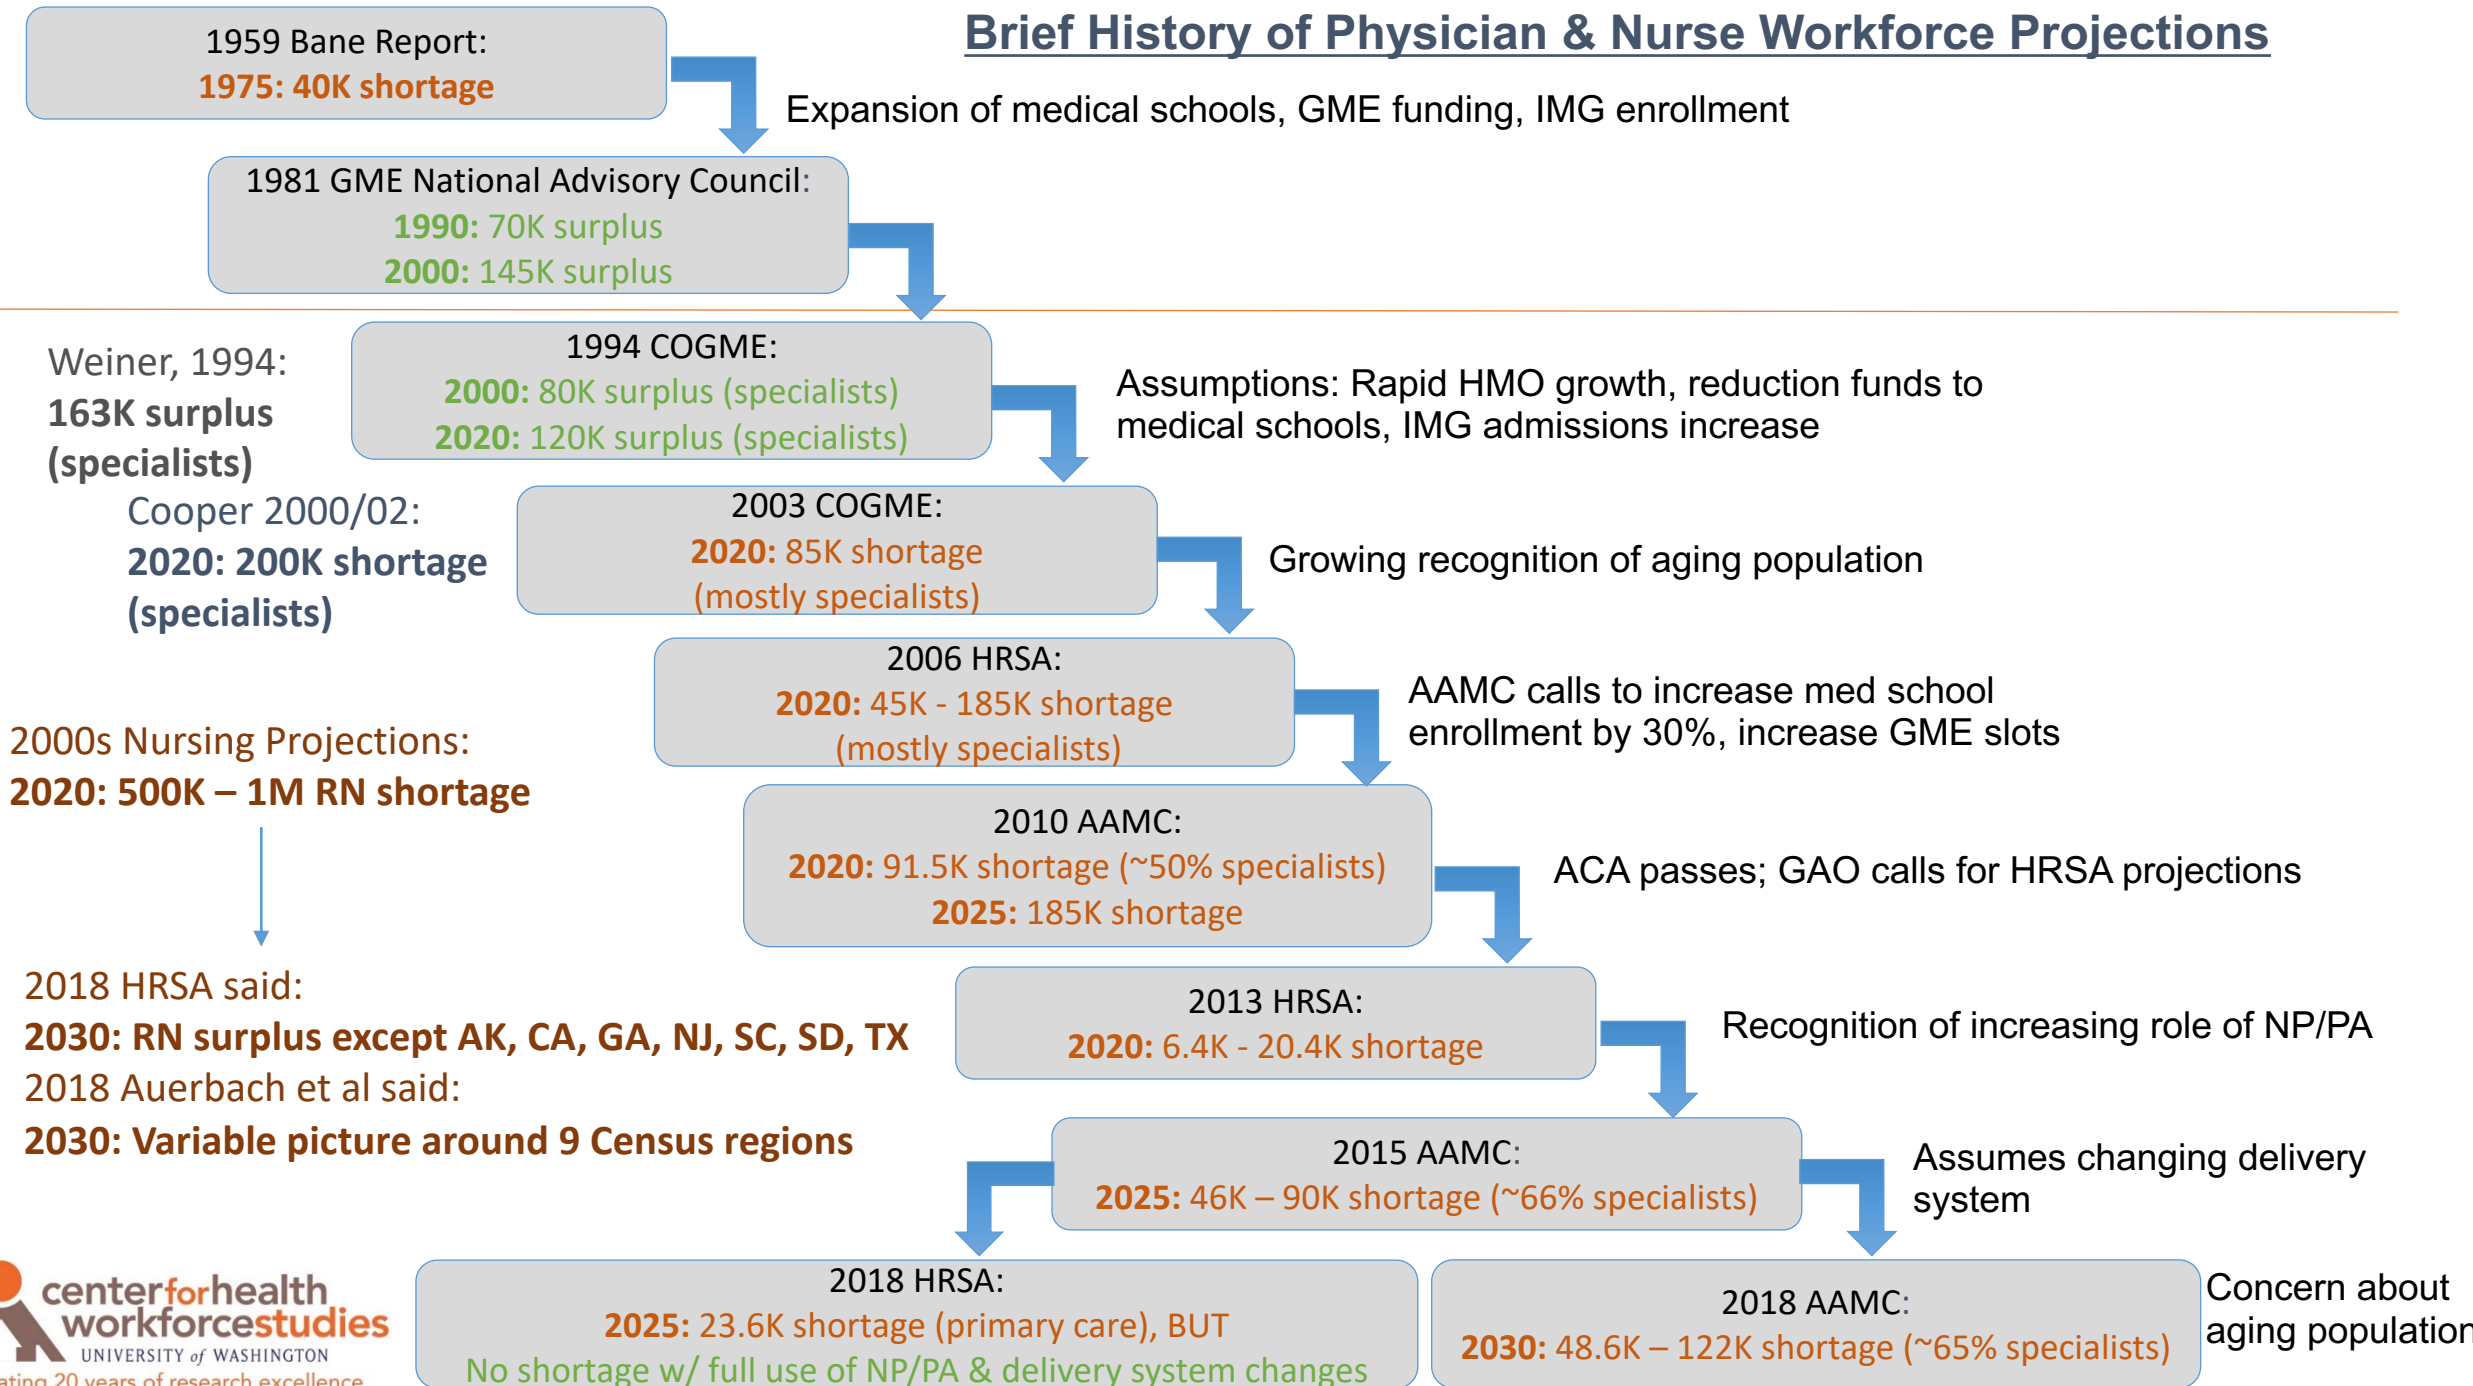 Brief History of Physician & Nurse Workforce Projections
1959 Bane Report:
1975: 40K shortage
Expansion of medical schools, GME funding, IMG enrollment
1981 GME National Advisory Council:
1990: 70K surplus
2000: 145K surplus
Weiner, 1994:
163K surplus
(specialists)
1994 COGME:
2000: 80K surplus (specialists)
2020: 120K surplus (specialists)
Assumptions: Rapid HMO growth, reduction funds to
medical schools, IMG admissions increase
Cooper 2000/02:
2020: 200K shortage
(specialists)
2003 COGME:
2020: 85K shortage
(mostly specialists)
Growing recognition of aging population
2006 HRSA:
2020: 45K - 185K shortage
(mostly specialists)
AAMC calls to increase med school
enrollment by 30%, increase GME slots
2000s Nursing Projections:
2020: 500K – 1M RN shortage
2010 AAMC:
2020: 91.5K shortage (~50% specialists)
2025: 185K shortage
ACA passes; GAO calls for HRSA projections
2018 HRSA said:
2030: RN surplus except AK, CA, GA, NJ, SC, SD, TX
2018 Auerbach et al said:
2030: Variable picture around 9 Census regions
2013 HRSA:
2020: 6.4K - 20.4K shortage
Recognition of increasing role of NP/PA
2015 AAMC:
2025: 46K – 90K shortage (~66% specialists)
Assumes changing delivery
system
2018 HRSA:
2025: 23.6K shortage (primary care), BUT
No shortage w/ full use of NP/PA & delivery system changes
2018 AAMC:
2030: 48.6K – 122K shortage (~65% specialists)
Concern about
aging population
centerforhealth
workforcestudies
UNIVERSITY of WASHINGTON
20 years of research excellence